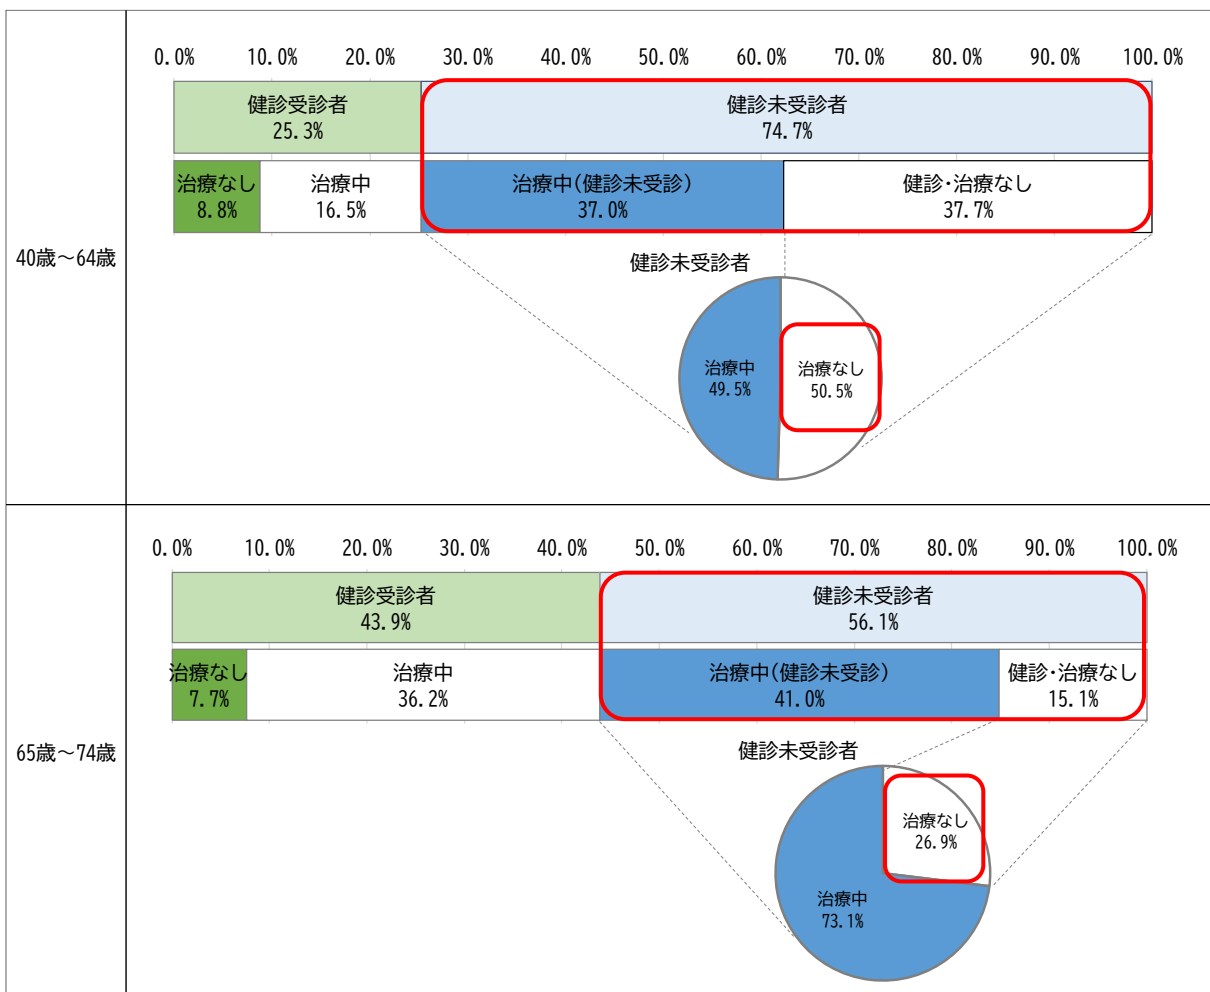 0.0% 10.0% 20.0% 30.0% 40.0% 50.0% 60.0% 70.0% 80.0% 90.0% 100.0%
健診受診者
25.3%
健診未受診者
74.7%
治療なし
8.8%
治療中
16.5%
治療中(健診未受診)
37.0%
健診・治療なし
37.7%
40歳～64歳
健診未受診者
治療中
49.5%
治療なし
50.5%
0.0% 10.0% 20.0% 30.0% 40.0% 50.0% 60.0% 70.0% 80.0% 90.0% 100.0%
健診受診者
43.9%
健診未受診者
56.1%
治療なし
7.7%
治療中
36.2%
治療中(健診未受診)
41.0%
健診・治療なし
15.1%
65歳～74歳
健診未受診者
治療なし
26.9%
治療中
73.1%